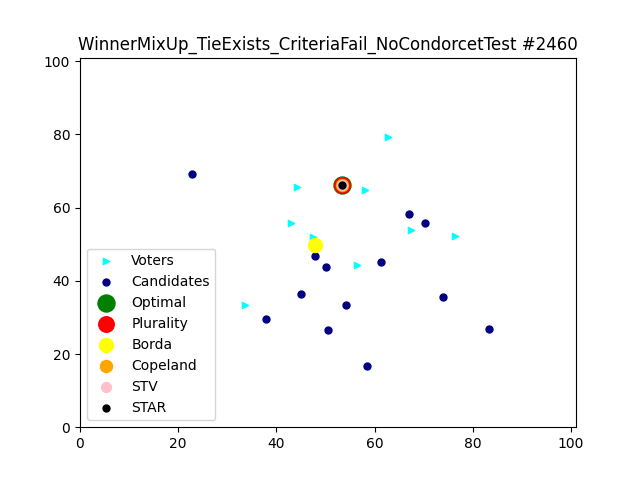 WinnerMixUp_TieExists_CriteriaFail_NoCondorcetTest #2460
100
80
60
40
20
0
0 20 40 60 80 100
Voters
Candidates
Optimal
Plurality
Borda
Copeland
STV
STAR